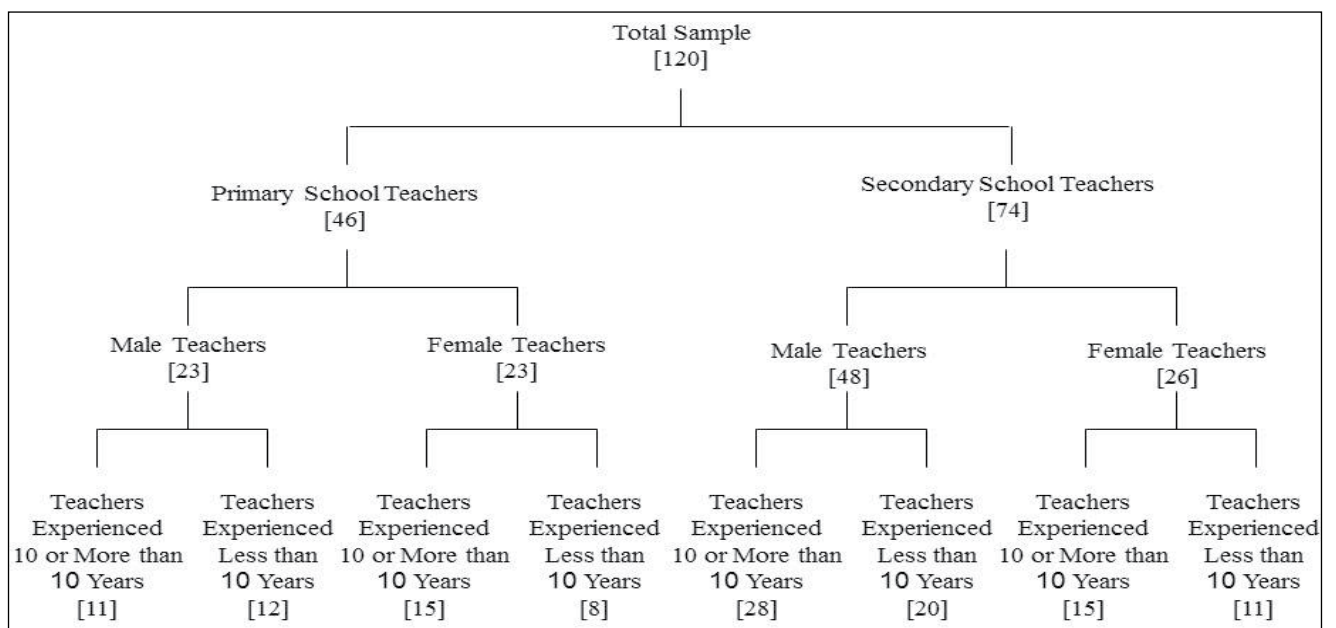 Total Sample
[120]
Primary School Teachers
[46]
Secondary School Teachers
[74]
Male Teachers
[23]
Female Teachers
[23]
Male Teachers
[48]
Female Teachers
[26]
Teachers
Experienced
10 or More than
10 Years
[11]
Teachers
Experienced
Less than
10 Years
[12]
Teachers
Experienced
10 or More than
10 Years
[15]
Teachers
Experienced
Less than
10 Years
[8]
Teachers
Experienced
10 or More than
10 Years
[28]
Teachers
Experienced
Less than
10 Years
[20]
Teachers
Experienced
10 or More than
10 Years
[15]
Teachers
Experienced
Less than
10 Years
[11]